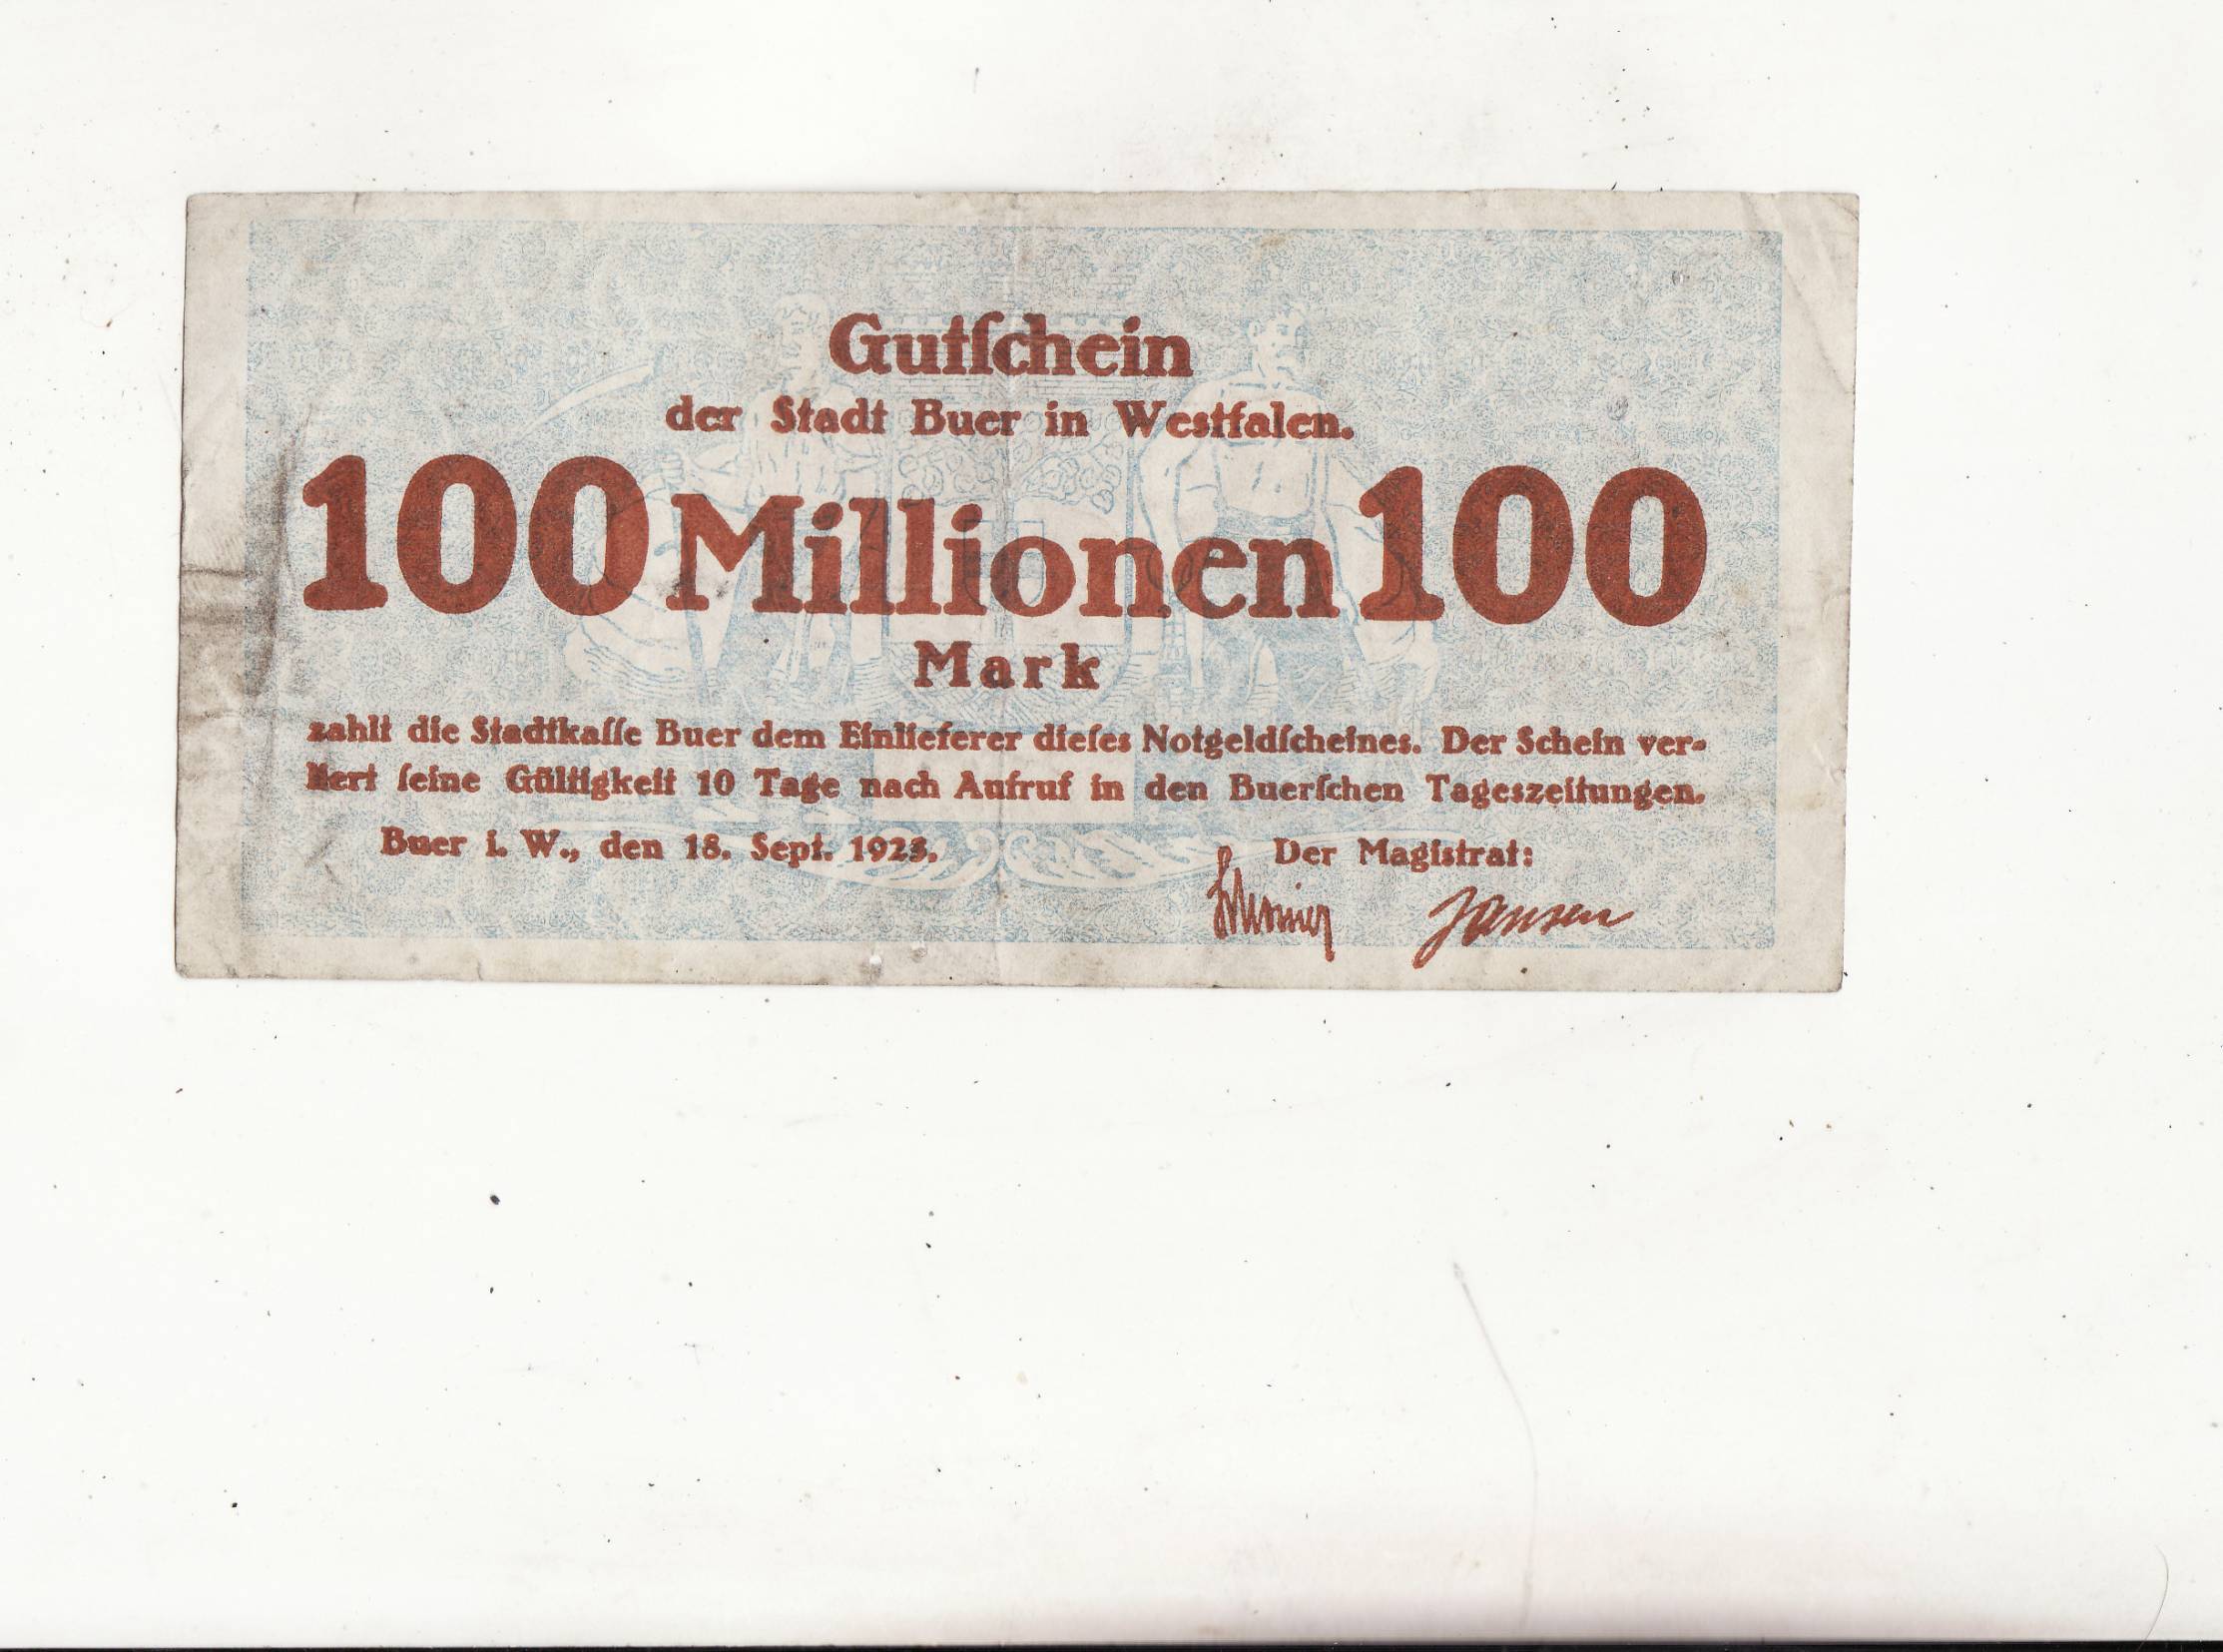 Gutſchein
der Stadt Buer in Westfalen.
100 Millionen 100
Mark
zahlt die Stadtkaſſe Buer dem Einlieferer dieſes Notgeldſcheines. Der Schein ver-
liert ſeine Gültigkeit 10 Tage nach Aufruf in den Buerſchen Tageszeitungen.
Buer i. W., den 18. Sept. 1923. Der Magistrat:
Jansen